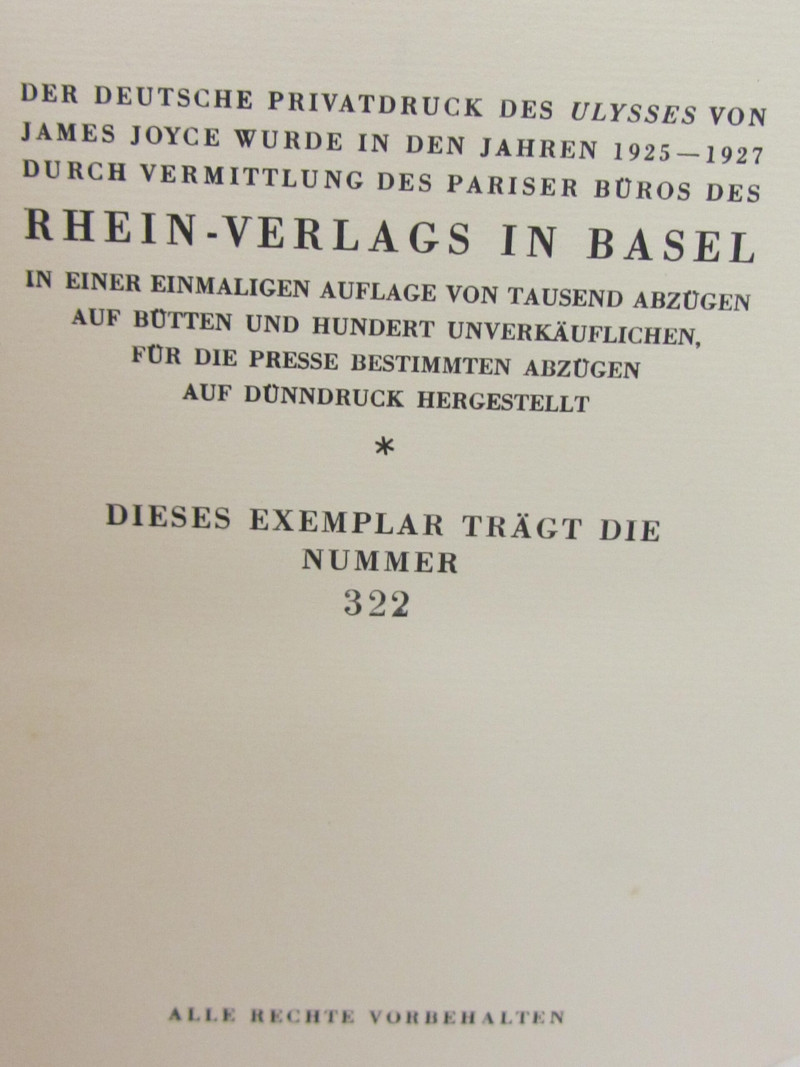 DER DEUTSCHE PRIVATDRUCK DES ULYSSES VON
JAMES JOYCE WURDE IN DEN JAHREN 1925—1927
DURCH VERMITTLUNG DES PARISER BÜROS DES
RHEIN-VERLAGS IN BASEL
IN EINER EINMALIGEN AUFLAGE VON TAUSEND ABZÜGEN
AUF BÜTTEN UND HUNDERT UNVERKÄUFLICHEN,
FÜR DIE PRESSE BESTIMMTEN ABZÜGEN
AUF DÜNNDRUCK HERGESTELLT
*
DIESES EXEMPLAR TRÄGT DIE
NUMMER
322
ALLE RECHTE VORBEHALTEN